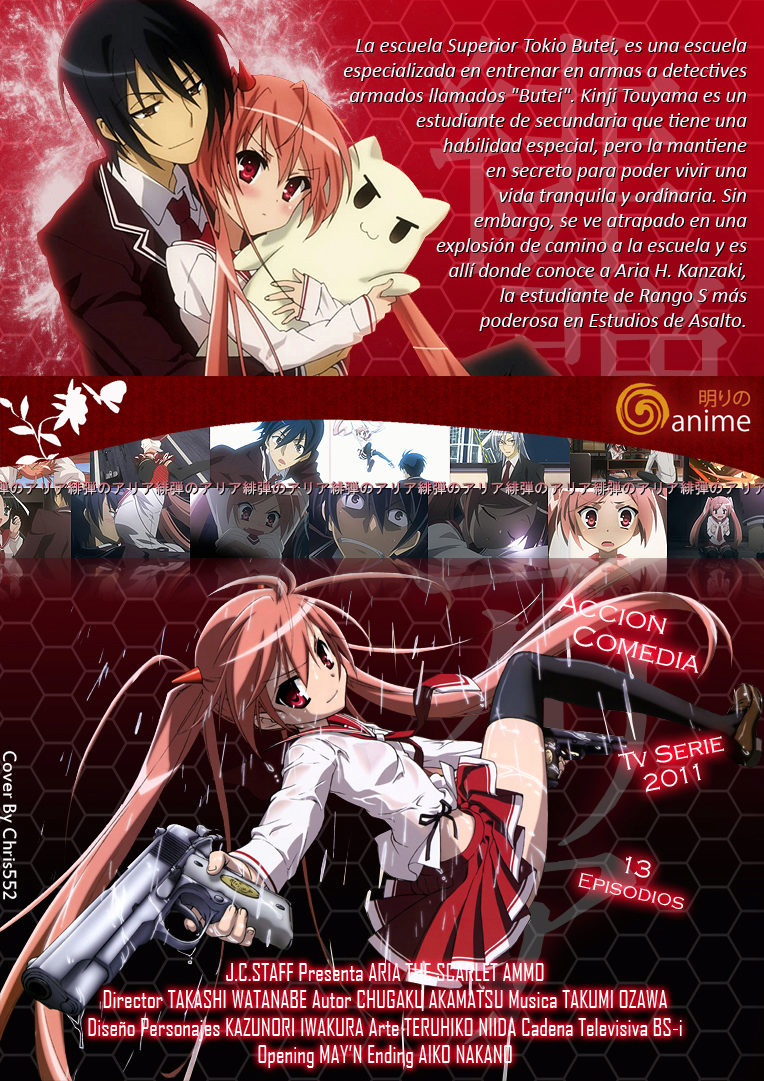 La escuela Superior Tokio Butei, es una escuela
especializada en entrenar en armas a detectives
armados llamados "Butei". Kinji Touyama es un
estudiante de secundaria que tiene una
habilidad especial, pero la mantiene
en secreto para poder vivir una
vida tranquila y ordinaria. Sin
embargo, se ve atrapado en una
explosión de camino a la escuela y es
allí donde conoce a Aria H. Kanzaki,
la estudiante de Rango S más
poderosa en Estudios de Asalto.
明りの
anime
弾のアリア緋弾のアリア緋弾のアリア緋弾のアリア緋弾のアリア緋弾のアリア緋弾のアリア
ACCION
COMEDIA
TV SERIE
2011
13
EPISODIOS
Cover By Chris552
J.C.STAFF Presenta ARIA THE SCARLET AMMO
Director TAKASHI WATANABE Autor CHUGAKU AKAMATSU Musica TAKUMI OZAWA
Diseño Personajes KAZUNORI IWAKURA Arte TERUHIKO NIIDA Cadena Televisiva BS-i
Opening MAY'N Ending AIKO NAKANO